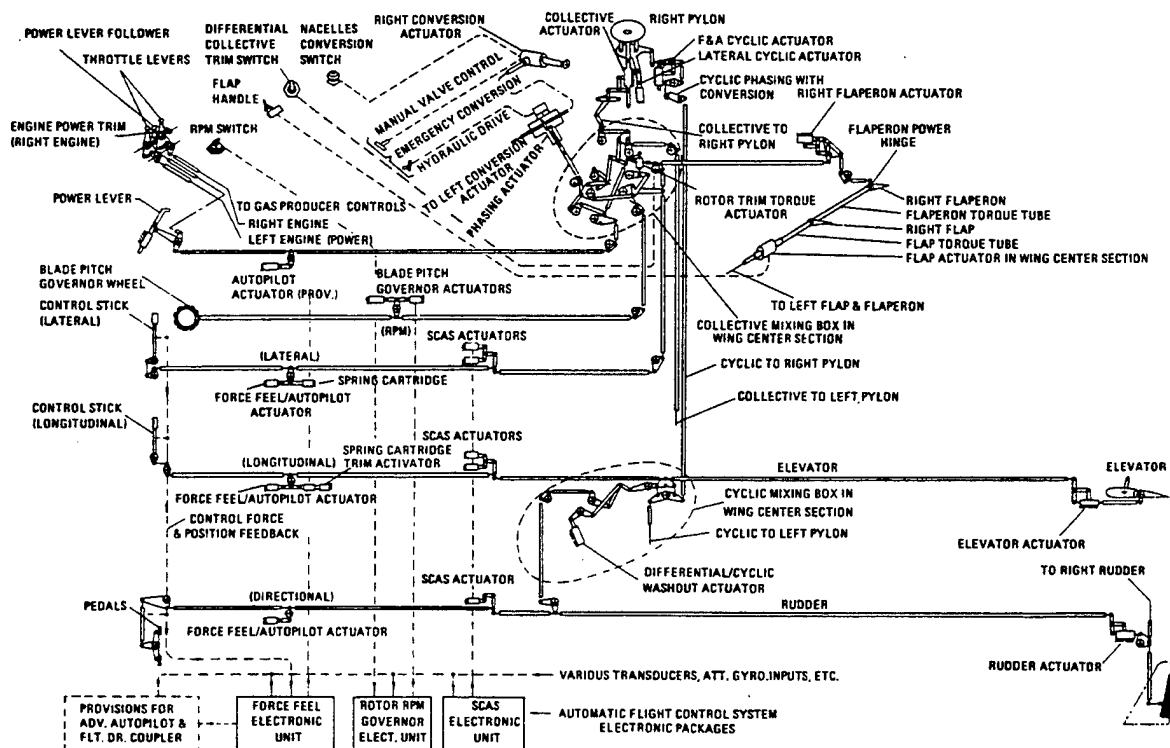 POWER LEVER FOLLOWER
THROTTLE LEVERS
DIFFERENTIAL
COLLECTIVE
TRIM SWITCH
NACELLES
CONVERSION
SWITCH
RIGHT CONVERSION
ACTUATOR
COLLECTIVE
ACTUATOR
RIGHT PYLON
F&A CYCLIC ACTUATOR
LATERAL CYCLIC ACTUATOR
CYCLIC PHASING WITH
CONVERSION
RIGHT FLAPERON ACTUATOR
FLAPERON POWER
HINGE
FLAP
HANDLE
ENGINE POWER TRIM
(RIGHT ENGINE)
RPM SWITCH
MANUAL VALVE CONTROL
EMERGENCY CONVERSION
HYDRAULIC DRIVE
TO LEFT CONVERSION
ACTUATOR
PHASING ACTUATOR
COLLECTIVE TO
RIGHT PYLON
ROTOR TRIM TORQUE
ACTUATOR
RIGHT FLAPERON
FLAPERON TORQUE TUBE
RIGHT FLAP
FLAP TORQUE TUBE
FLAP ACTUATOR IN WING CENTER SECTION
TO LEFT FLAP & FLAPERON
POWER LEVER
TO GAS PRODUCER CONTROLS
RIGHT ENGINE
LEFT ENGINE (POWER)
AUTOPILOT
ACTUATOR (PROV.)
BLADE PITCH
GOVERNOR ACTUATORS
BLADE PITCH
GOVERNOR WHEEL
(RPM)
COLLECTIVE MIXING BOX IN
WING CENTER SECTION
CONTROL STICK
(LATERAL)
SCAS ACTUATORS
(LATERAL)
SPRING CARTRIDGE
FORCE FEEL/AUTOPILOT
ACTUATOR
CYCLIC TO RIGHT PYLON
COLLECTIVE TO LEFT PYLON
CONTROL STICK
(LONGITUDINAL)
SCAS ACTUATORS
SPRING CARTRIDGE
TRIM ACTIVATOR
(LONGITUDINAL)
FORCE FEEL/AUTOPILOT ACTUATOR
ELEVATOR
ELEVATOR
CYCLIC MIXING BOX IN
WING CENTER SECTION
CONTROL FORCE
& POSITION FEEDBACK
CYCLIC TO LEFT PYLON
ELEVATOR ACTUATOR
DIFFERENTIAL/CYCLIC
WASHOUT ACTUATOR
SCAS ACTUATOR
TO RIGHT RUDDER
PEDALS
(DIRECTIONAL)
FORCE FEEL/AUTOPILOT ACTUATOR
RUDDER
RUDDER ACTUATOR
VARIOUS TRANSDUCERS, ATT. GYRO.INPUTS, ETC.
PROVISIONS FOR
ADV. AUTOPILOT &
FLT. DR. COUPLER
FORCE FEEL
ELECTRONIC
UNIT
ROTOR RPM
GOVERNOR
ELECT. UNIT
SCAS
ELECTRONIC
UNIT
AUTOMATIC FLIGHT CONTROL SYSTEM
ELECTRONIC PACKAGES